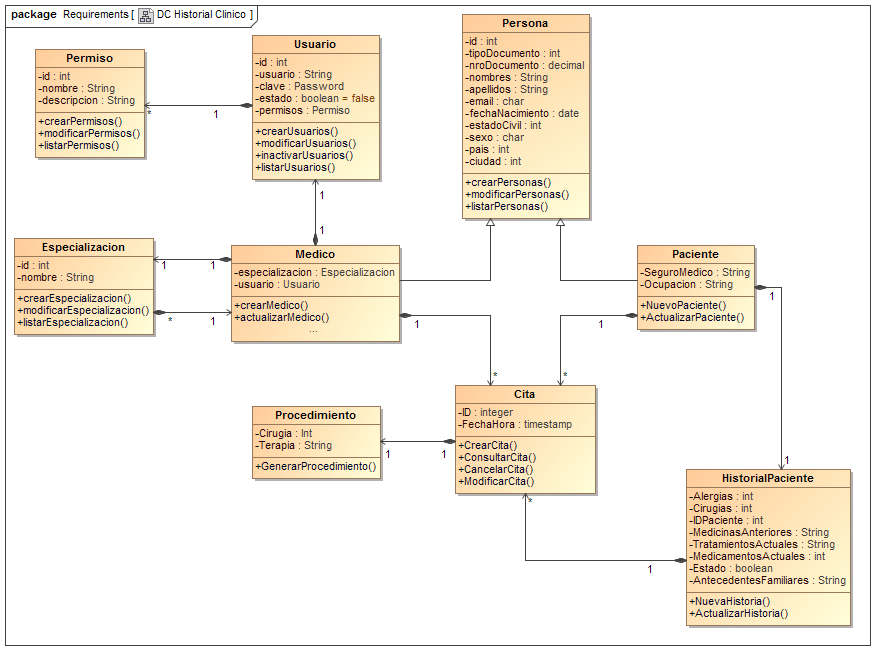 package Requirements [ DC Historial Clinico ]
Permiso
-id : int
-nombre : String
-descripcion : String
+crearPermisos()
+modificarPermisos()
+listarPermisos()
*
1
Usuario
-id : int
-usuario : String
-clave : Password
-estado : boolean = false
-permisos : Permiso
+crearUsuarios()
+modificarUsuarios()
+inactivarUsuarios()
+listarUsuarios()
1
1
Persona
-id : int
-tipoDocumento : int
-nroDocumento : decimal
-nombres : String
-apellidos : String
-email : char
-fechaNacimiento : date
-estadoCivil : int
-sexo : char
-pais : int
-ciudad : int
+crearPersonas()
+modificarPersonas()
+listarPersonas()
Especializacion
-id : int
-nombre : String
+crearEspecializacion()
+modificarEspecializacion()
+listarEspecializacion()
1
1
*
1
Medico
-especializacion : Especializacion
-usuario : Usuario
+crearMedico()
+actualizarMedico()
...
1
*
Paciente
-SeguroMedico : String
-Ocupacion : String
+NuevoPaciente()
+ActualizarPaciente()
1
1
*
1
Procedimiento
-Cirugia : Int
-Terapia : String
+GenerarProcedimiento()
1
1
Cita
-ID : integer
-FechaHora : timestamp
+CrearCita()
+ConsultarCita()
+CancelarCita()
+ModificarCita()
*
1
HistorialPaciente
-Alergias : int
-Cirugias : int
-IDPaciente : int
-MedicinasAnteriores : String
-TratamientosActuales : String
-MedicamentosActuales : int
-Estado : boolean
-AntecedentesFamiliares : String
+NuevaHistoria()
+ActualizarHistoria()